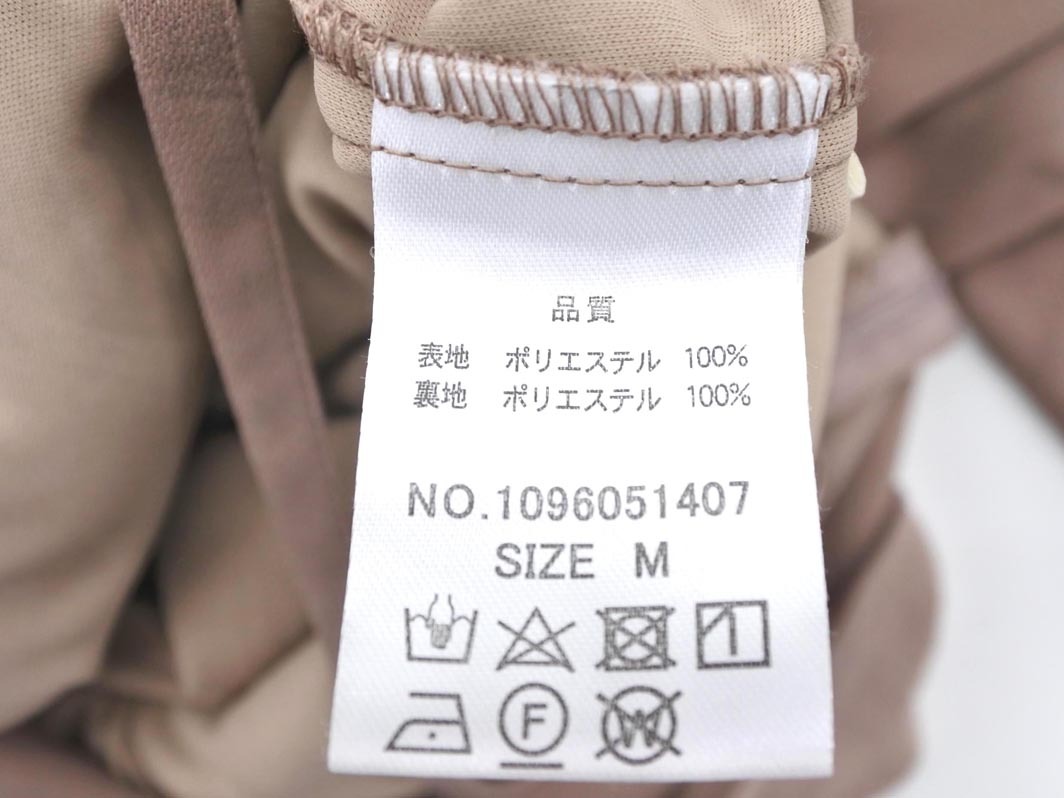 品質
表地 ポリエステル 100%
裏地 ポリエステル 100%
NO.1096051407
SIZE M
F
W